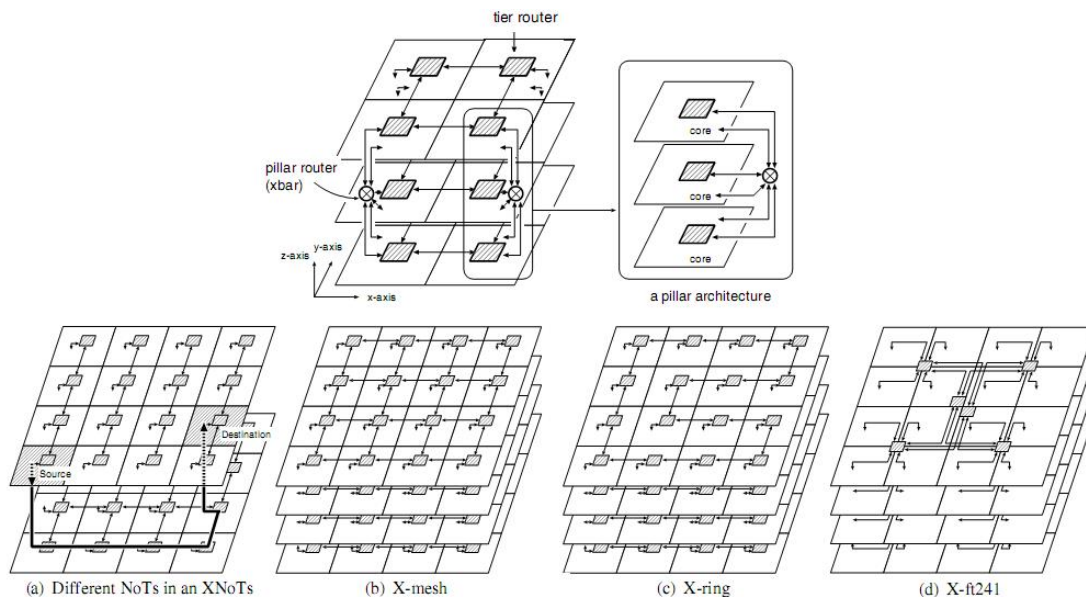 tier router
pillar router
(xbar)
core
core
core
z-axis
y-axis
x-axis
a pillar architecture
Source
Destination
(a) Different NoTs in an XNoTs
(b) X-mesh
(c) X-ring
(d) X-ft241